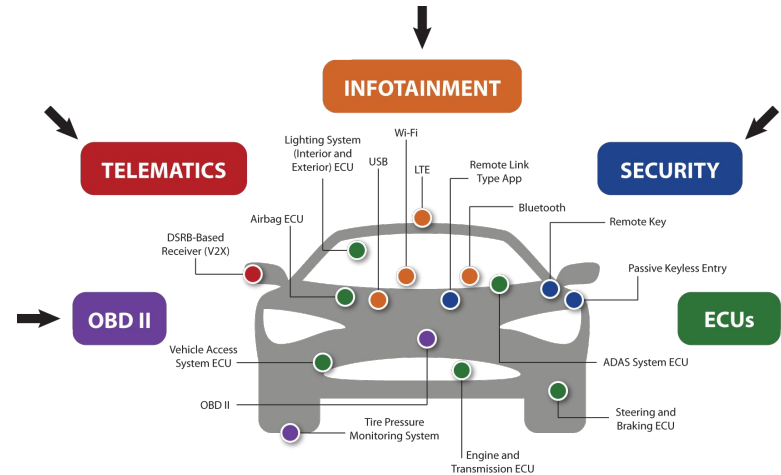 INFOTAINMENT
TELEMATICS
SECURITY
OBD II
ECUs
Lighting System
(Interior and
Exterior) ECU
USB
Wi-Fi
LTE
Remote Link
Type App
Bluetooth
Remote Key
Airbag ECU
DSRB-Based
Receiver (V2X)
Passive Keyless Entry
Vehicle Access
System ECU
ADAS System ECU
OBD II
Tire Pressure
Monitoring System
Engine and
Transmission ECU
Steering and
Braking ECU